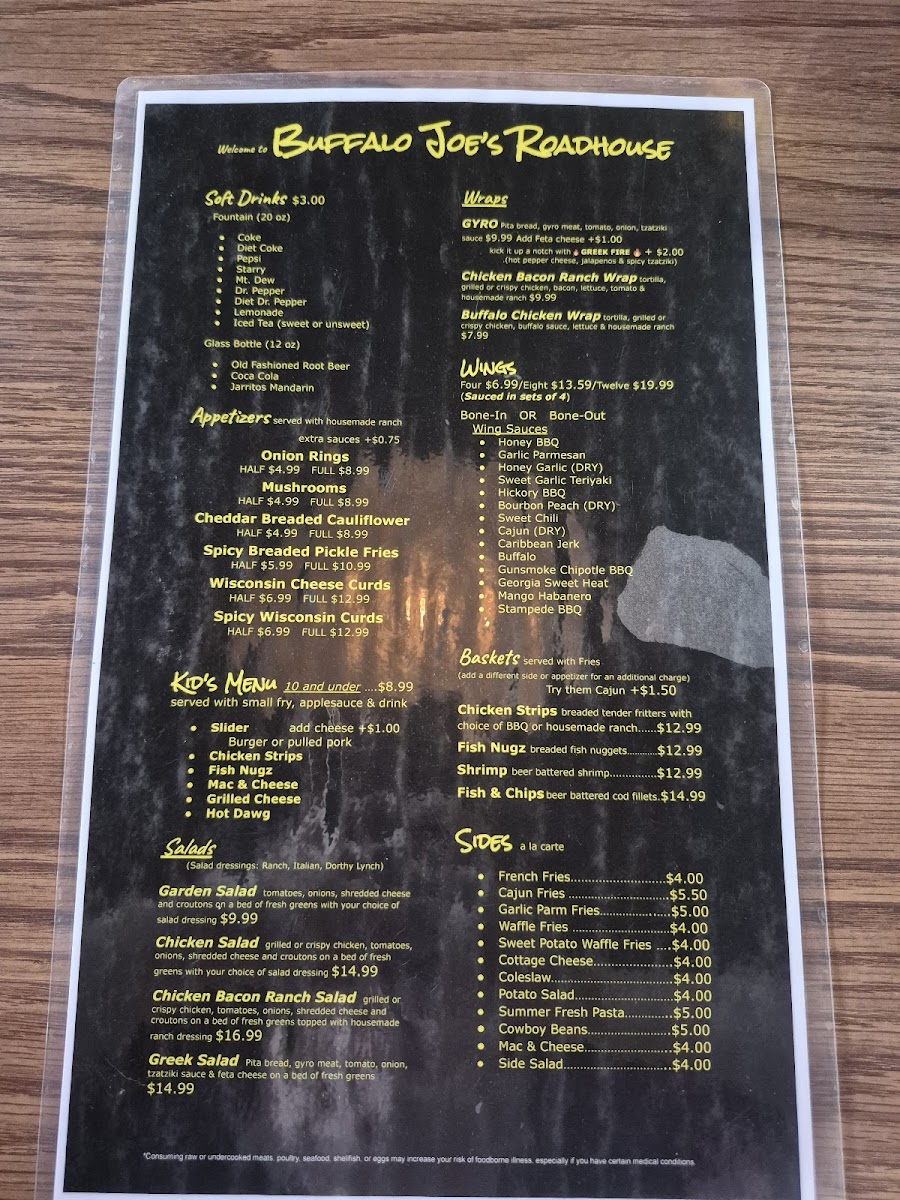 Welcome to BUFFALO JOE'S ROADHOUSE
Soft Drinks $3.00
Fountain (20 oz)
• Coke
• Diet Coke
• Pepsi
• Starry
• Mt. Dew
• Dr. Pepper
• Diet Dr. Pepper
• Lemonade
• Iced Tea (sweet or unsweet)
Glass Bottle (12 oz)
• Old Fashioned Root Beer
• Coca Cola
• Jarritos Mandarin
Appetizers served with housemade ranch
extra sauces +$0.75
Onion Rings
HALF $4.99 FULL $8.99
Mushrooms
HALF $4.99 FULL $8.99
Cheddar Breaded Cauliflower
HALF $4.99 FULL $8.99
Spicy Breaded Pickle Fries
HALF $5.99 FULL $10.99
Wisconsin Cheese Curds
HALF $6.99 FULL $12.99
Spicy Wisconsin Curds
HALF $6.99 FULL $12.99
KID'S MENU 10 and under ....$8.99
served with small fry, applesauce & drink
• Slider add cheese +$1.00
Burger or pulled pork
• Chicken Strips
• Fish Nugz
• Mac & Cheese
• Grilled Cheese
• Hot Dawg
Salads
(Salad dressings: Ranch, Italian, Dorthy Lynch)
Garden Salad tomatoes, onions, shredded cheese
and croutons on a bed of fresh greens with your choice of
salad dressing $9.99
Chicken Salad grilled or crispy chicken, tomatoes,
onions, shredded cheese and croutons on a bed of fresh
greens with your choice of salad dressing $14.99
Chicken Bacon Ranch Salad grilled or
crispy chicken, tomatoes, onions, shredded cheese and
croutons on a bed of fresh greens topped with housemade
ranch dressing $16.99
Greek Salad Pita bread, gyro meat, tomato, onion,
tzatziki sauce & feta cheese on a bed of fresh greens
$14.99
Wraps
GYRO Pita bread, gyro meat, tomato, onion, tzatziki
sauce $9.99 Add Feta cheese +$1.00
kick it up a notch with 🔥GREEK FIRE 🔥 + $2.00
(hot pepper cheese, jalapenos & spicy tzatziki)
Chicken Bacon Ranch Wrap tortilla,
grilled or crispy chicken, bacon, lettuce, tomato &
housemade ranch $9.99
Buffalo Chicken Wrap tortilla, grilled or
crispy chicken, buffalo sauce, lettuce & housemade ranch
$7.99
WINGS
Four $6.99/Eight $13.59/Twelve $19.99
(Sauced in sets of 4)
Bone-In OR Bone-Out
Wing Sauces
• Honey BBQ
• Garlic Parmesan
• Honey Garlic (DRY)
• Sweet Garlic Teriyaki
• Hickory BBQ
• Bourbon Peach (DRY)
• Sweet Chili
• Cajun (DRY)
• Caribbean Jerk
• Buffalo
• Gunsmoke Chipotle BBQ
• Georgia Sweet Heat
• Mango Habanero
• Stampede BBQ
Baskets served with Fries
(add a different side or appetizer for an additional charge)
Try them Cajun +$1.50
Chicken Strips breaded tender fritters with
choice of BBQ or housemade ranch......$12.99
Fish Nugz breaded fish nuggets...........$12.99
Shrimp beer battered shrimp...............$12.99
Fish & Chips beer battered cod fillets.$14.99
SIDES a la carte
• French Fries.......................$4.00
• Cajun Fries .........................$5.50
• Garlic Parm Fries..................$5.00
• Waffle Fries ........................$4.00
• Sweet Potato Waffle Fries ....$4.00
• Cottage Cheese...................$4.00
• Coleslaw.............................$4.00
• Potato Salad........................$4.00
• Summer Fresh Pasta............$5.00
• Cowboy Beans.....................$5.00
• Mac & Cheese.....................$4.00
• Side Salad..........................$4.00
*Consuming raw or undercooked meats, poultry, seafood, shellfish, or eggs may increase your risk of foodborne illness, especially if you have certain medical conditions.